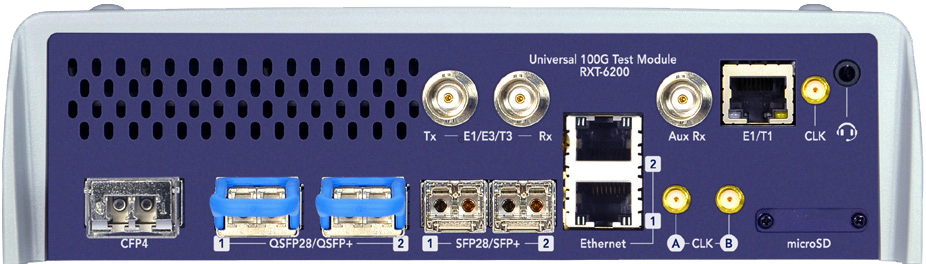 Universal 100G Test Module
RXT-6200
Tx E1/E3/T3 Rx
Aux Rx
E1/T1
CLK
2
1
CFP4
1 QSFP28/QSFP+ 2
1 SFP28/SFP+ 2
Ethernet
A CLK B
microSD